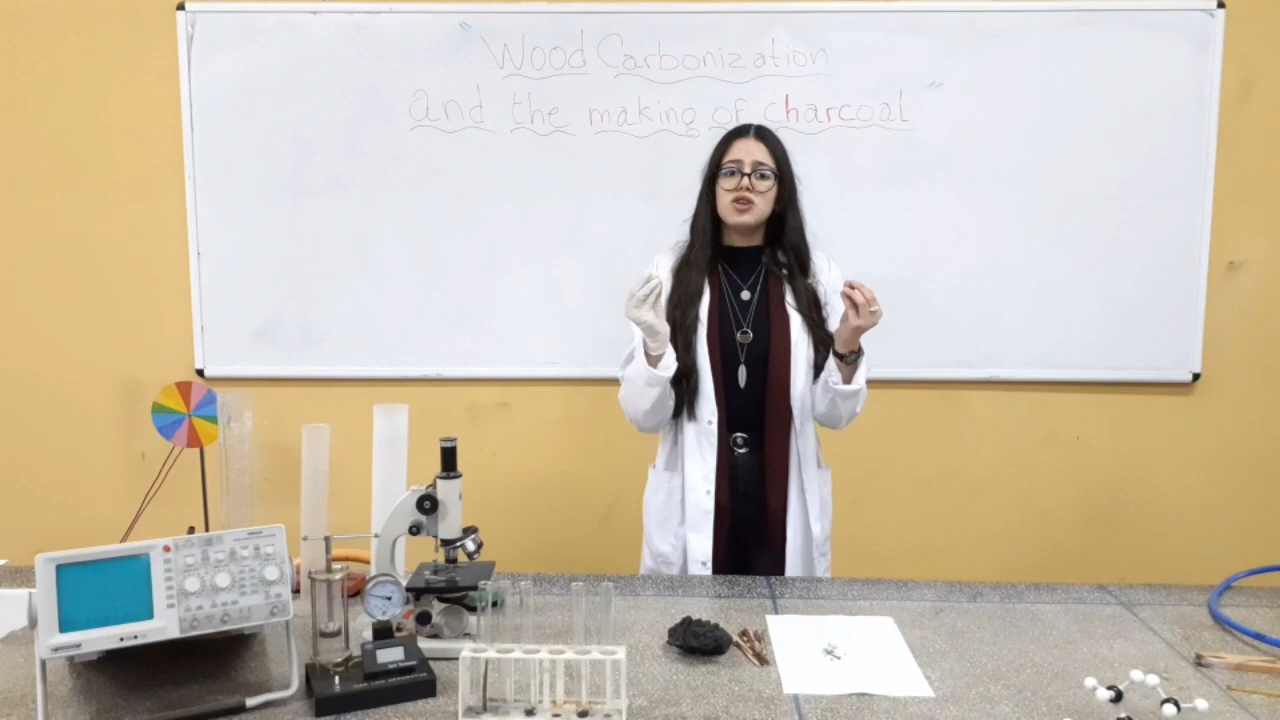 "Wood Carbonization
and the making of charcoal"